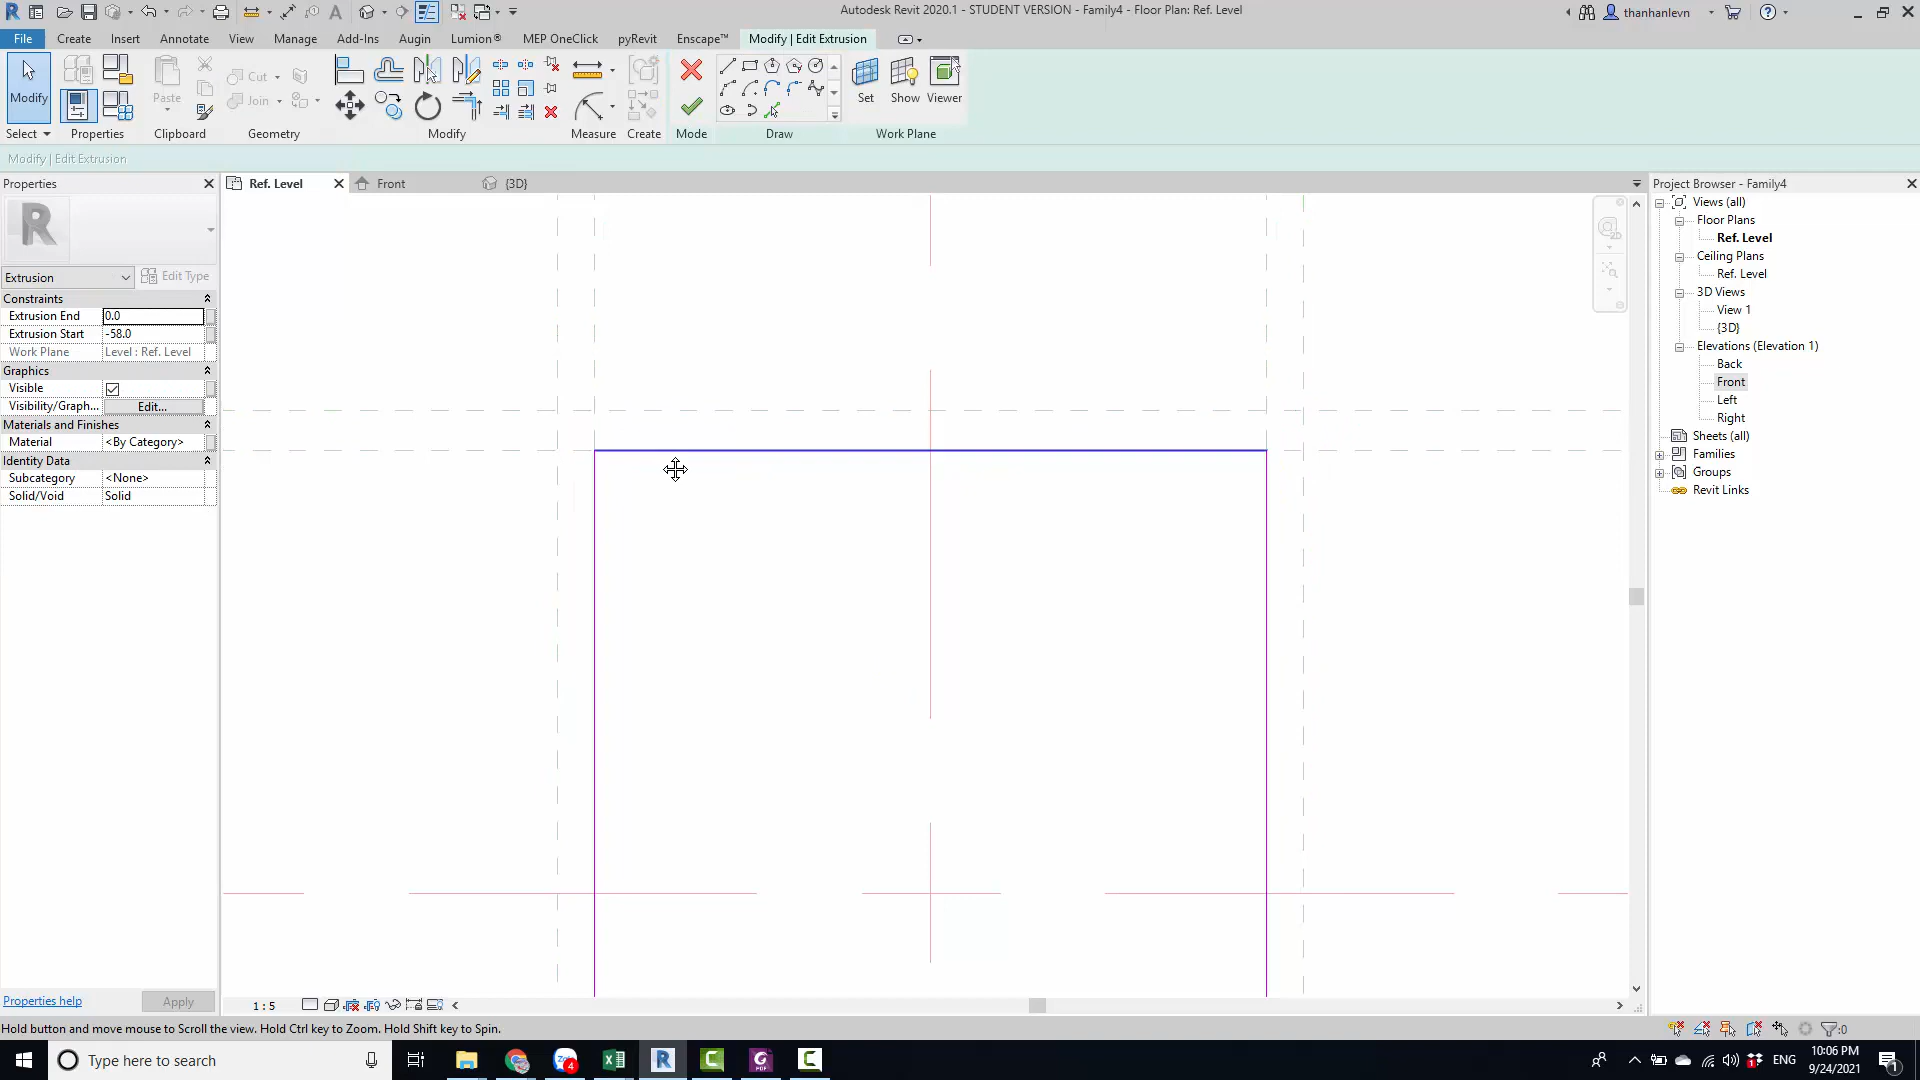 Autodesk Revit 2020.1 - STUDENT VERSION - Family4 - Floor Plan: Ref. Level
thanhanlevn
File Create Insert Annotate View Manage Add-Ins Augin Lumion® MEP OneClick pyRevit Enscape™ Modify | Edit Extrusion
Modify
Paste
Cut
Join
Set Show Viewer
Select Properties Clipboard Geometry Modify Measure Create Mode Draw Work Plane
Modify | Edit Extrusion
Properties
Ref. Level Front {3D}
Project Browser - Family4
Extrusion Edit Type
Constraints
Extrusion End 0.0
Extrusion Start -58.0
Work Plane Level : Ref. Level
Graphics
Visible
Visibility/Graph... Edit...
Materials and Finishes
Material <By Category>
Identity Data
Subcategory <None>
Solid/Void Solid
2D
Views (all)
Floor Plans
Ref. Level
Ceiling Plans
Ref. Level
3D Views
View 1
{3D}
Elevations (Elevation 1)
Back
Front
Left
Right
Sheets (all)
Families
Groups
Revit Links
Properties help Apply
1 : 5
Hold button and move mouse to Scroll the view. Hold Ctrl key to Zoom. Hold Shift key to Spin.
:0
Type here to search
4
ENG
10:06 PM
9/24/2021
1